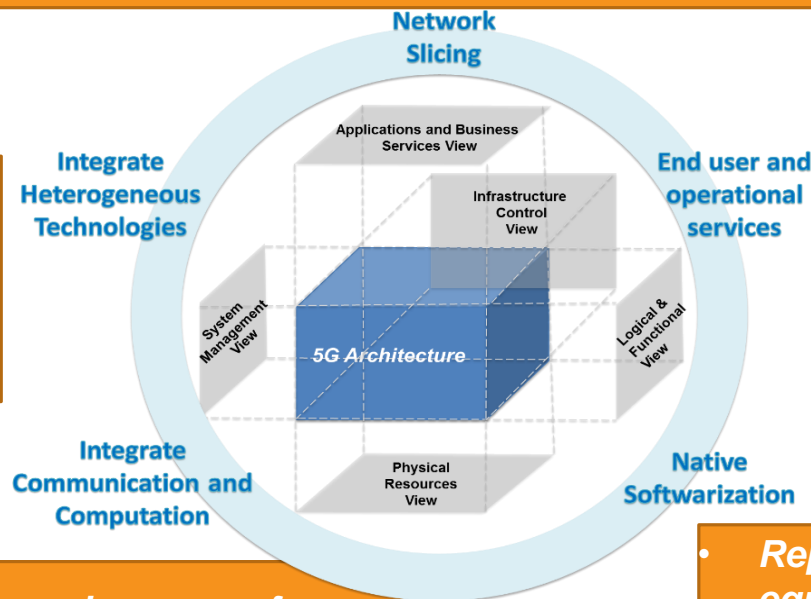 Network
Slicing
Applications and Business
Services View
Integrate
Heterogeneous
Technologies
End user and
operational
services
Infrastructure
Control
View
System
Management
View
Logical &
Functional
View
5G Architecture
Integrate
Communication and
Computation
Physical
Resources
View
Native
Softwarization
• Rep